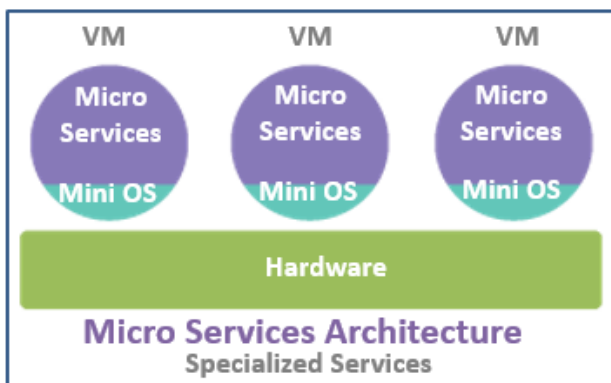 VM VM VM
Micro Services Micro Services Micro Services
Mini OS Mini OS Mini OS
Hardware
Micro Services Architecture
Specialized Services